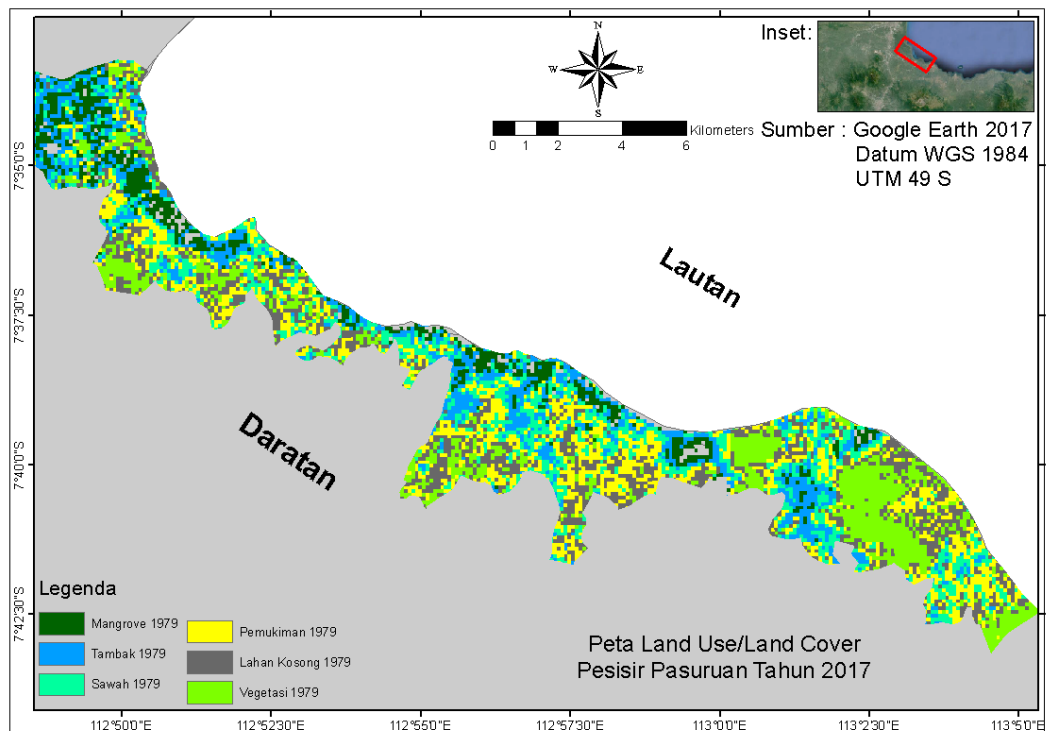 Inset:
N
W
E
S
Kilometers
0 1 2 4 6
Sumber : Google Earth 2017
Datum WGS 1984
UTM 49 S
7°35'0"S
7°37'30"S
7°40'0"S
7°42'30"S
Lautan
Daratan
Legenda
Mangrove 1979
Tambak 1979
Sawah 1979
Pemukiman 1979
Lahan Kosong 1979
Vegetasi 1979
Peta Land Use/Land Cover
Pesisir Pasuruan Tahun 2017
112°50'0"E 112°52'30"E 112°55'0"E 112°57'30"E 113°0'0"E 113°2'30"E 113°5'0"E